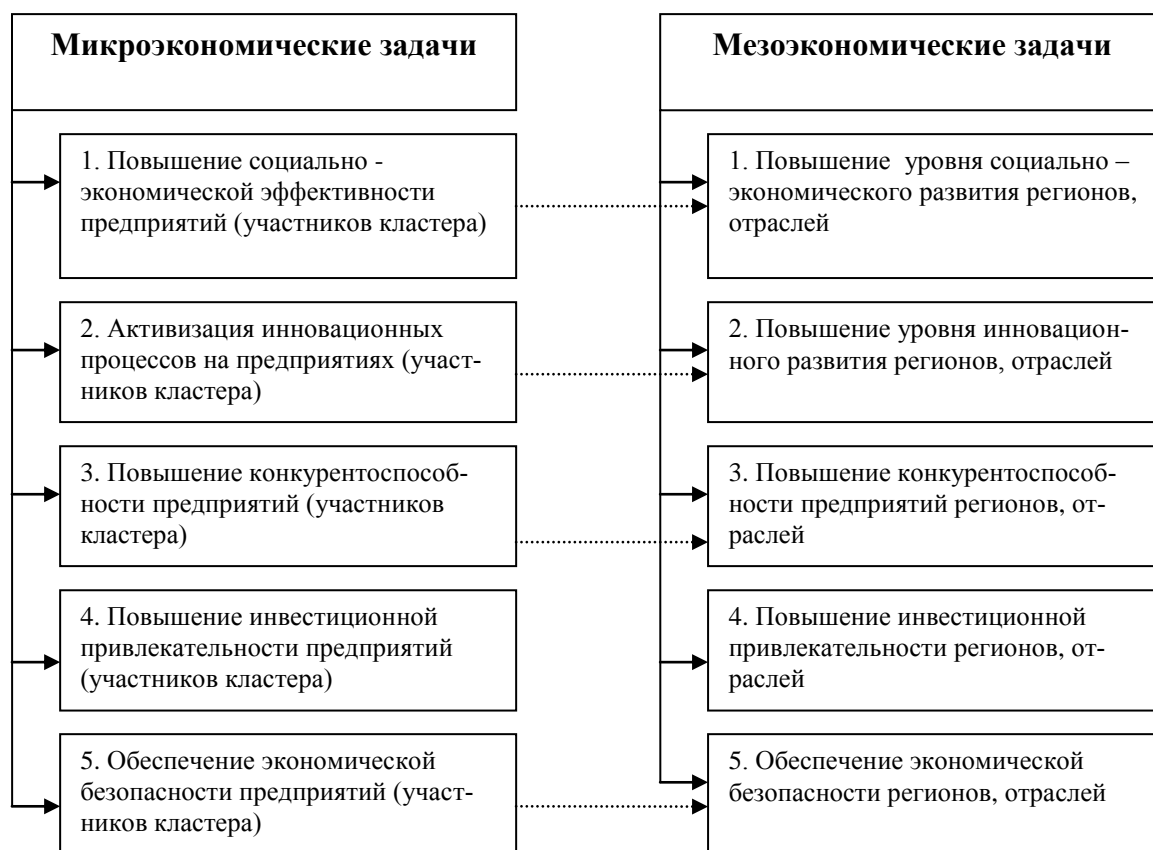 Микроэкономические задачи
1. Повышение социально -
экономической эффективности
предприятий (участников кластера)
2. Активизация инновационных
процессов на предприятиях (участ-
ников кластера)
3. Повышение конкурентоспособ-
ности предприятий (участников
кластера)
4. Повышение инвестиционной
привлекательности предприятий
(участников кластера)
5. Обеспечение экономической
безопасности предприятий (участ-
ников кластера)
Мезоэкономические задачи
1. Повышение уровня социально –
экономического развития регионов,
отраслей
2. Повышение уровня инновацион-
ного развития регионов, отраслей
3. Повышение конкурентоспособ-
ности предприятий регионов, от-
раслей
4. Повышение инвестиционной
привлекательности регионов, от-
раслей
5. Обеспечение экономической
безопасности регионов, отраслей